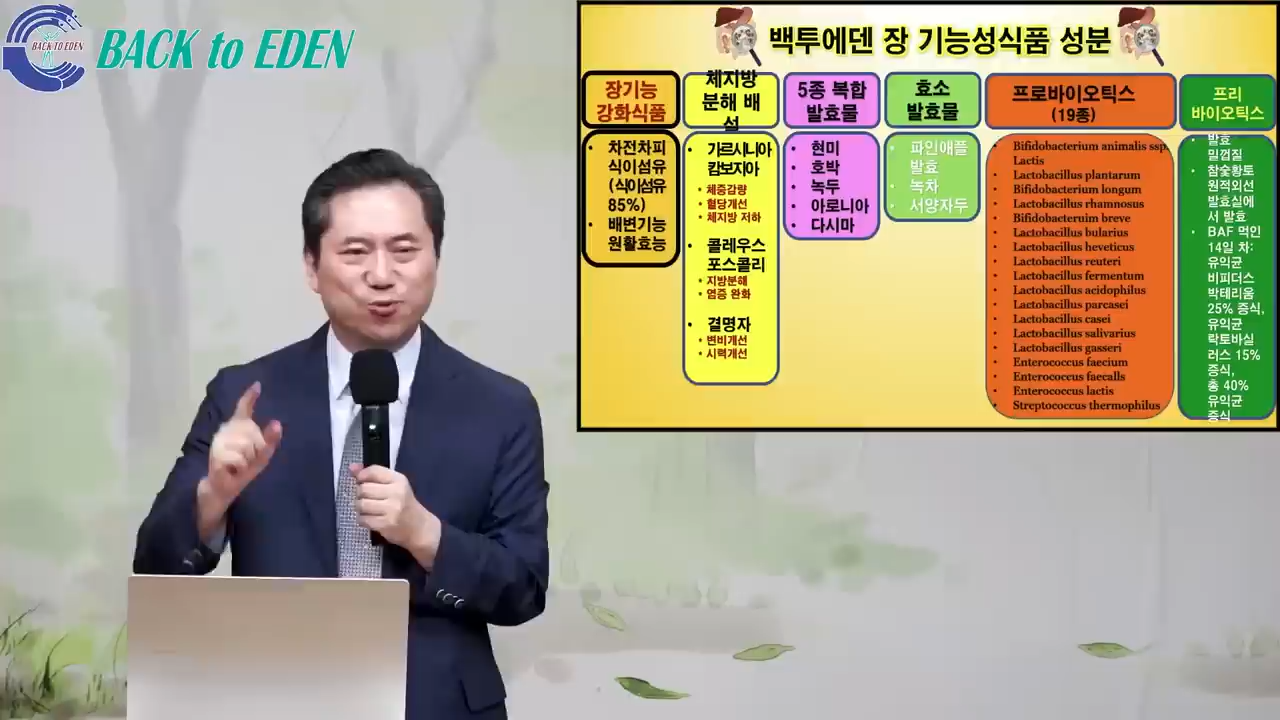 BACK TO EDEN
BACK to EDEN
백투에덴 장 기능성식품 성분
장기능
강화식품
• 차전차피
식이섬유
(식이섬유
85%)
• 배변기능
원활효능
체지방
분해 배
설
• 가르시니아
캄보지아
• 체중감량
• 혈당개선
• 체지방 저하
• 콜레우스
포스콜리
• 지방분해
• 염증 완화
• 결명자
• 변비개선
• 시력개선
5종 복합
발효물
• 현미
• 호박
• 녹두
• 아로니아
• 다시마
효소
발효물
• 파인애플
발효
• 녹차
• 서양자두
프로바이오틱스
(19종)
• Bifidobacterium animalis ssp.
Lactis
• Lactobacillus plantarum
• Bifidobacterium longum
• Lactobacillus rhamnosus
• Bifidobacteruim breve
• Lactobacillus bularius
• Lactobacillus heveticus
• Lactobacillus reuteri
• Lactobacillus fermentum
• Lactobacillus acidophilus
• Lactobacillus parcasei
• Lactobacillus casei
• Lactobacillus salivarius
• Lactobacillus gasseri
• Enterococcus faecium
• Enterococcus faecalls
• Enterococcus lactis
• Streptococcus thermophilus
프리
바이오틱스
• 발효
밀껍질
• 참숯황토
원적외선
발효실에
서 발효
• BAF 먹인
14일 차:
유익균
비피더스
박테리움
25% 증식,
유익균
락토바실
러스 15%
증식,
총 40%
유익균
증식